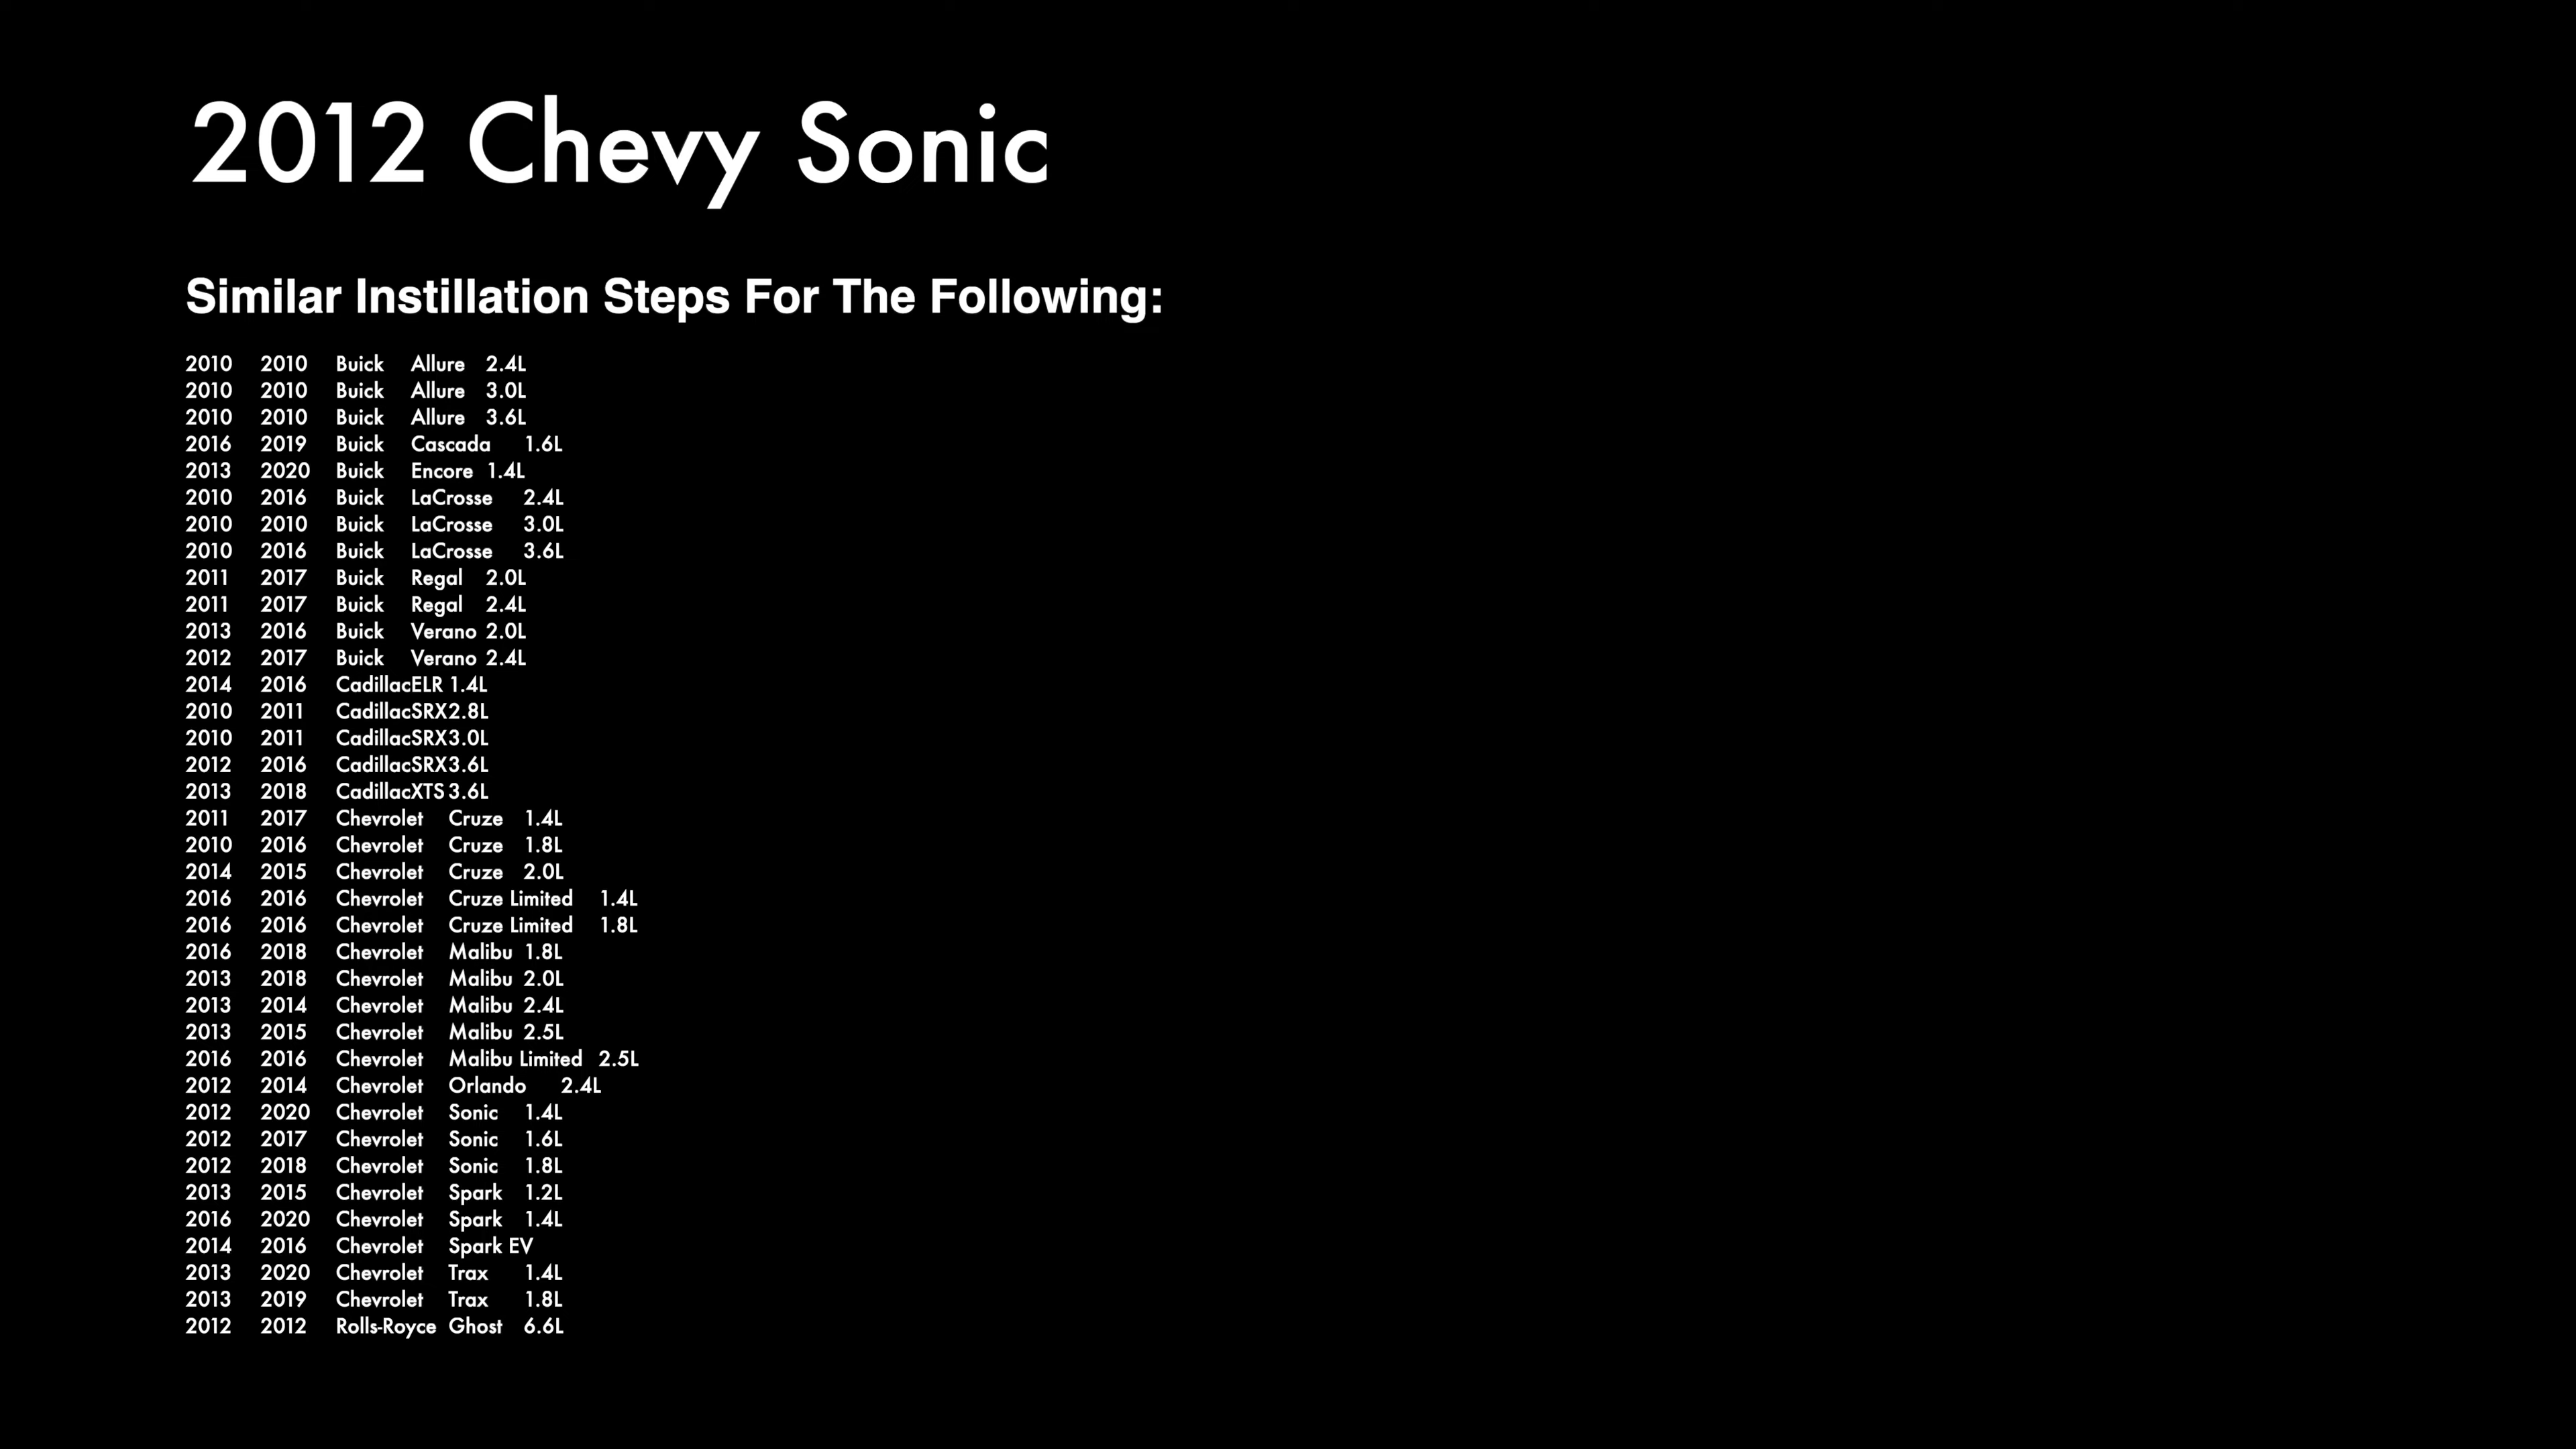 2012 Chevy Sonic
Similar Instillation Steps For The Following:
2010 2010 Buick Allure 2.4L
2010 2010 Buick Allure 3.0L
2010 2010 Buick Allure 3.6L
2016 2019 Buick Cascada 1.6L
2013 2020 Buick Encore 1.4L
2010 2016 Buick LaCrosse 2.4L
2010 2010 Buick LaCrosse 3.0L
2010 2016 Buick LaCrosse 3.6L
2011 2017 Buick Regal 2.0L
2011 2017 Buick Regal 2.4L
2013 2016 Buick Verano 2.0L
2012 2017 Buick Verano 2.4L
2014 2016 CadillacELR 1.4L
2010 2011 CadillacSRX2.8L
2010 2011 CadillacSRX3.0L
2012 2016 CadillacSRX3.6L
2013 2018 CadillacXTS 3.6L
2011 2017 Chevrolet Cruze 1.4L
2010 2016 Chevrolet Cruze 1.8L
2014 2015 Chevrolet Cruze 2.0L
2016 2016 Chevrolet Cruze Limited 1.4L
2016 2016 Chevrolet Cruze Limited 1.8L
2016 2018 Chevrolet Malibu 1.8L
2013 2018 Chevrolet Malibu 2.0L
2013 2014 Chevrolet Malibu 2.4L
2013 2015 Chevrolet Malibu 2.5L
2016 2016 Chevrolet Malibu Limited 2.5L
2012 2014 Chevrolet Orlando 2.4L
2012 2020 Chevrolet Sonic 1.4L
2012 2017 Chevrolet Sonic 1.6L
2012 2018 Chevrolet Sonic 1.8L
2013 2015 Chevrolet Spark 1.2L
2016 2020 Chevrolet Spark 1.4L
2014 2016 Chevrolet Spark EV
2013 2020 Chevrolet Trax 1.4L
2013 2019 Chevrolet Trax 1.8L
2012 2012 Rolls-Royce Ghost 6.6L